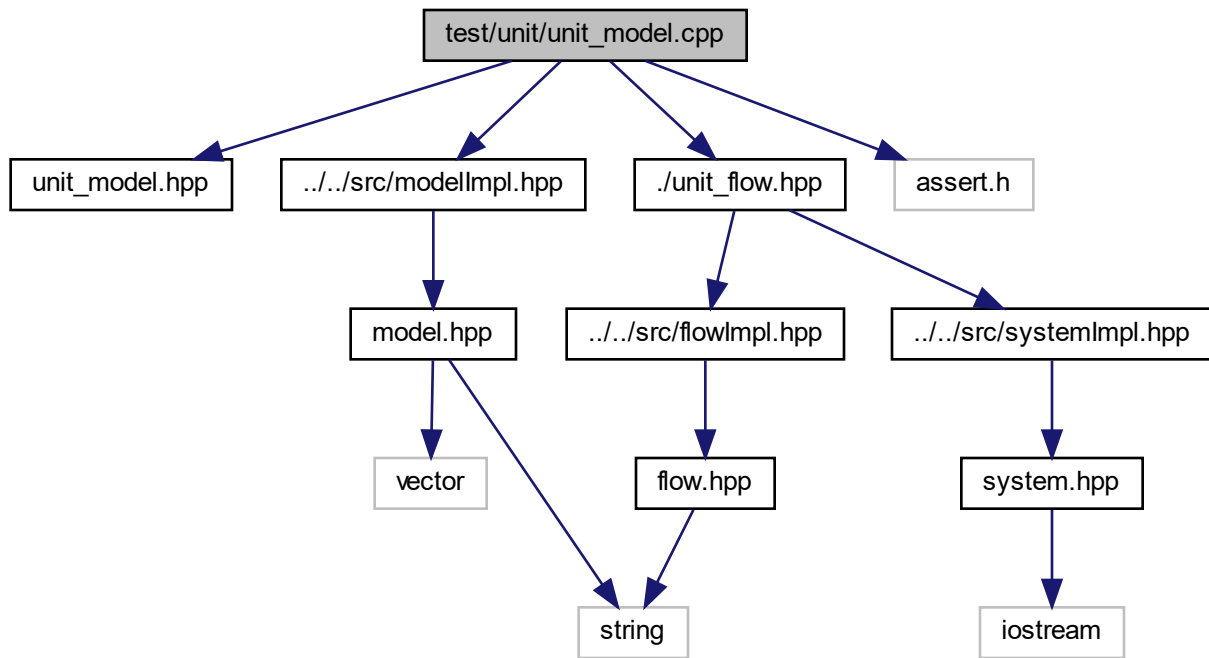 test/unit/unit_model.cpp
unit_model.hpp
../../src/modelImpl.hpp
./unit_flow.hpp
assert.h
model.hpp
../../src/flowImpl.hpp
../../src/systemImpl.hpp
vector
flow.hpp
system.hpp
string
iostream